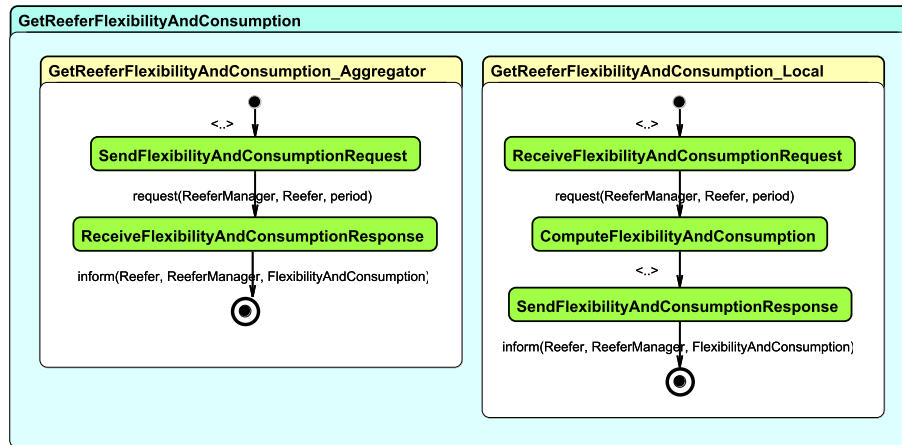 GetReeferFlexibilityAndConsumption
GetReeferFlexibilityAndConsumption_Aggregator
<..>
SendFlexibilityAndConsumptionRequest
request(ReeferManager, Reefer, period)
ReceiveFlexibilityAndConsumptionResponse
inform(Reefer, ReeferManager, FlexibilityAndConsumption)
GetReeferFlexibilityAndConsumption_Local
<..>
ReceiveFlexibilityAndConsumptionRequest
request(ReeferManager, Reefer, period)
ComputeFlexibilityAndConsumption
<..>
SendFlexibilityAndConsumptionResponse
inform(Reefer, ReeferManager, FlexibilityAndConsumption)